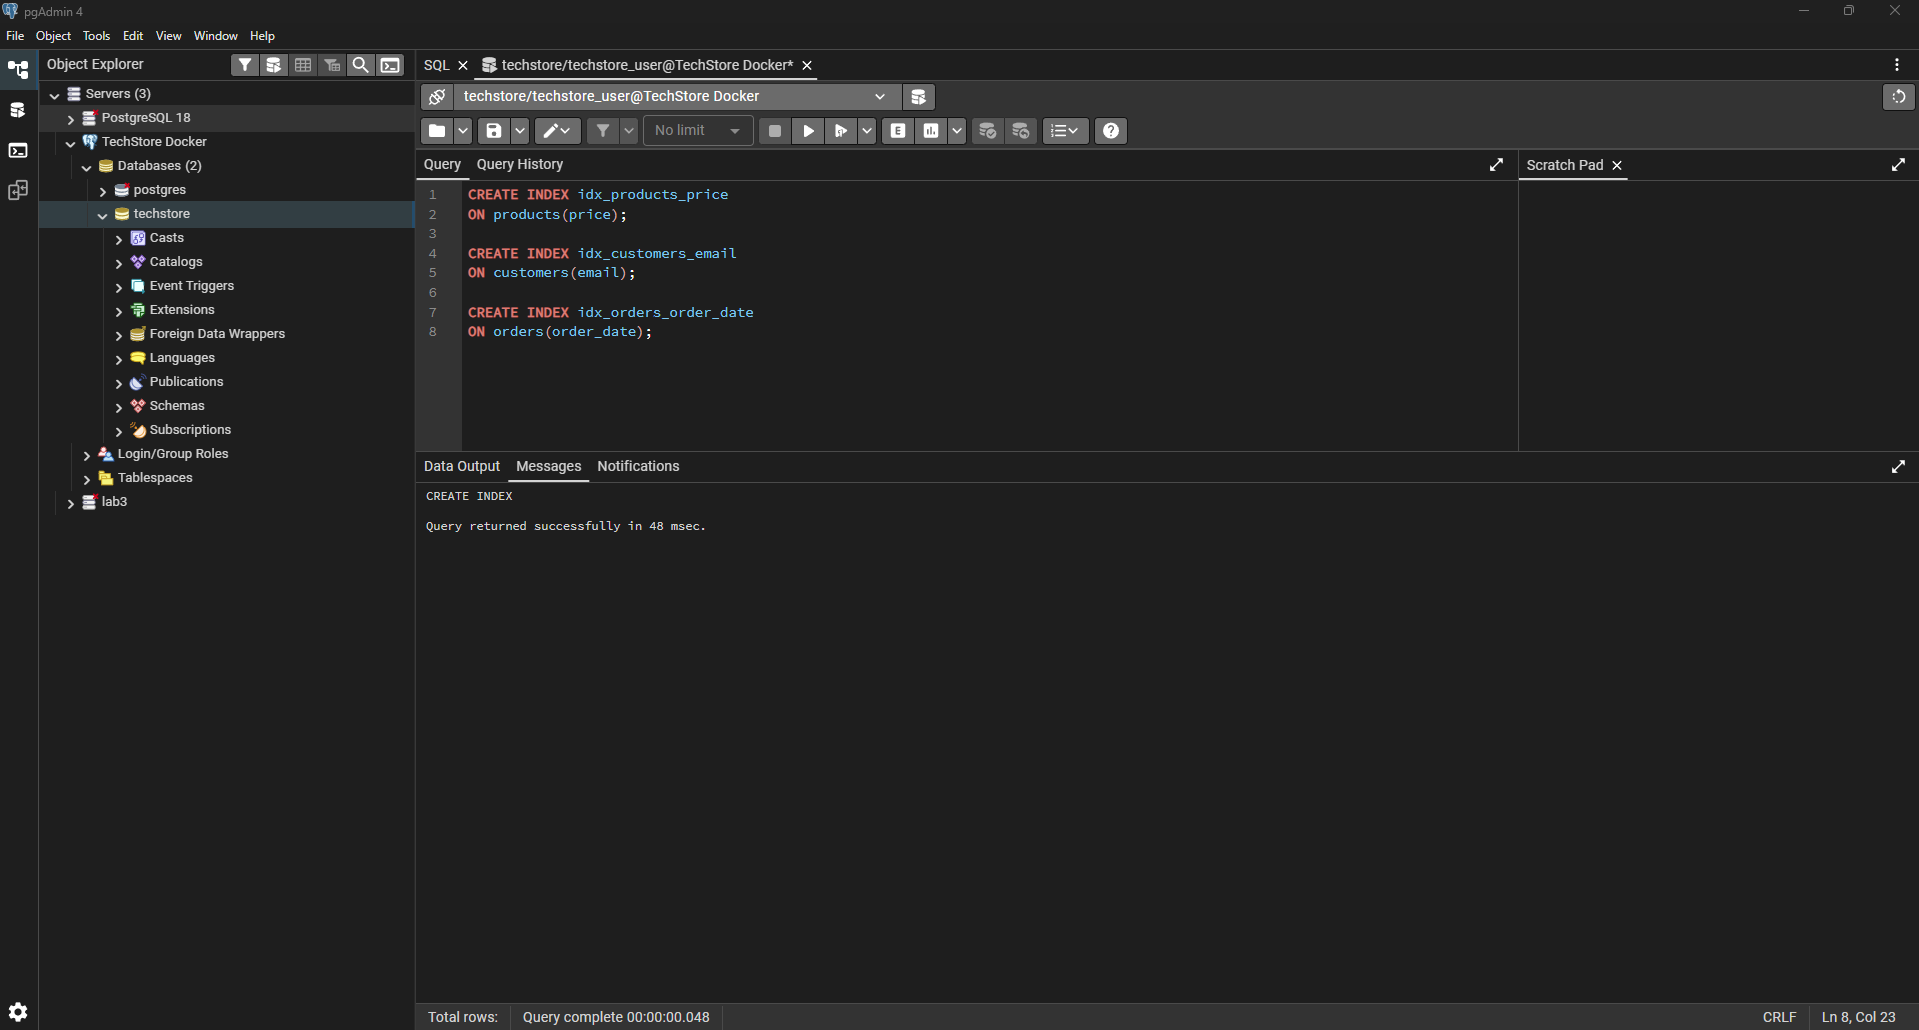 pgAdmin 4
File Object Tools Edit View Window Help
Object Explorer
Servers (3)
PostgreSQL 18
TechStore Docker
Databases (2)
postgres
techstore
Casts
Catalogs
Event Triggers
Extensions
Foreign Data Wrappers
Languages
Publications
Schemas
Subscriptions
Login/Group Roles
Tablespaces
lab3
SQL techstore/techstore_user@TechStore Docker*
techstore/techstore_user@TechStore Docker
No limit E
Query Query History
Scratch Pad
1 CREATE INDEX idx_products_price
2 ON products(price);
3
4 CREATE INDEX idx_customers_email
5 ON customers(email);
6
7 CREATE INDEX idx_orders_order_date
8 ON orders(order_date);
Data Output Messages Notifications
CREATE INDEX
Query returned successfully in 48 msec.
Total rows: Query complete 00:00:00.048
CRLF Ln 8, Col 23